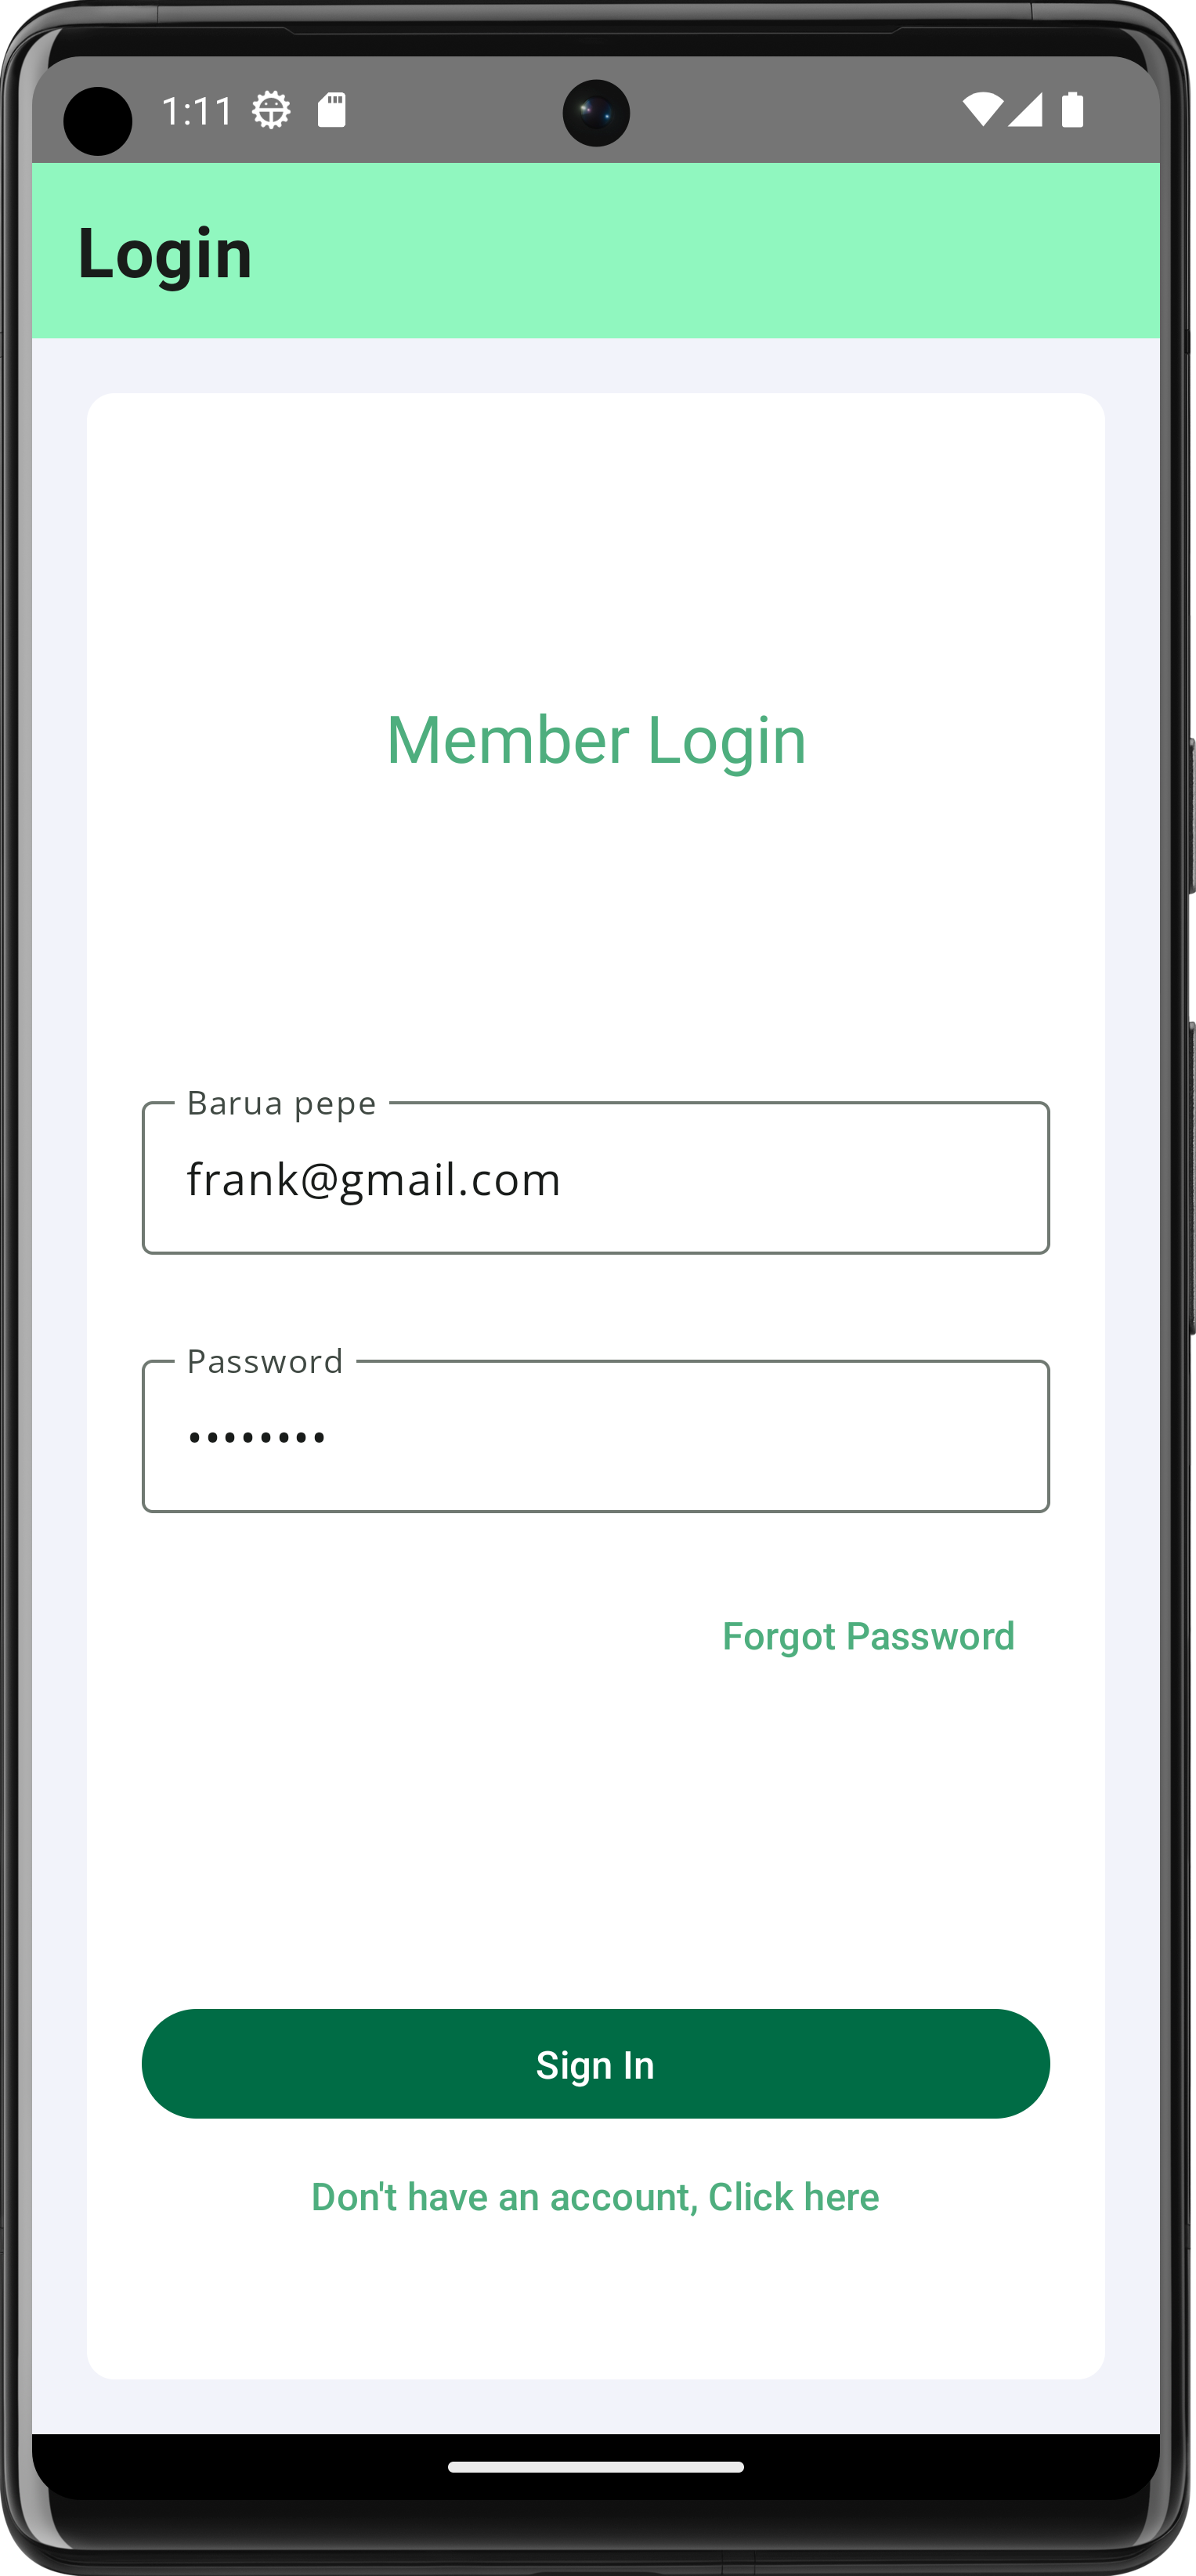 1:11
Login
Member Login
Barua pepe
frank@gmail.com
Password
••••••••
Forgot Password
Sign In
Don't have an account, Click here